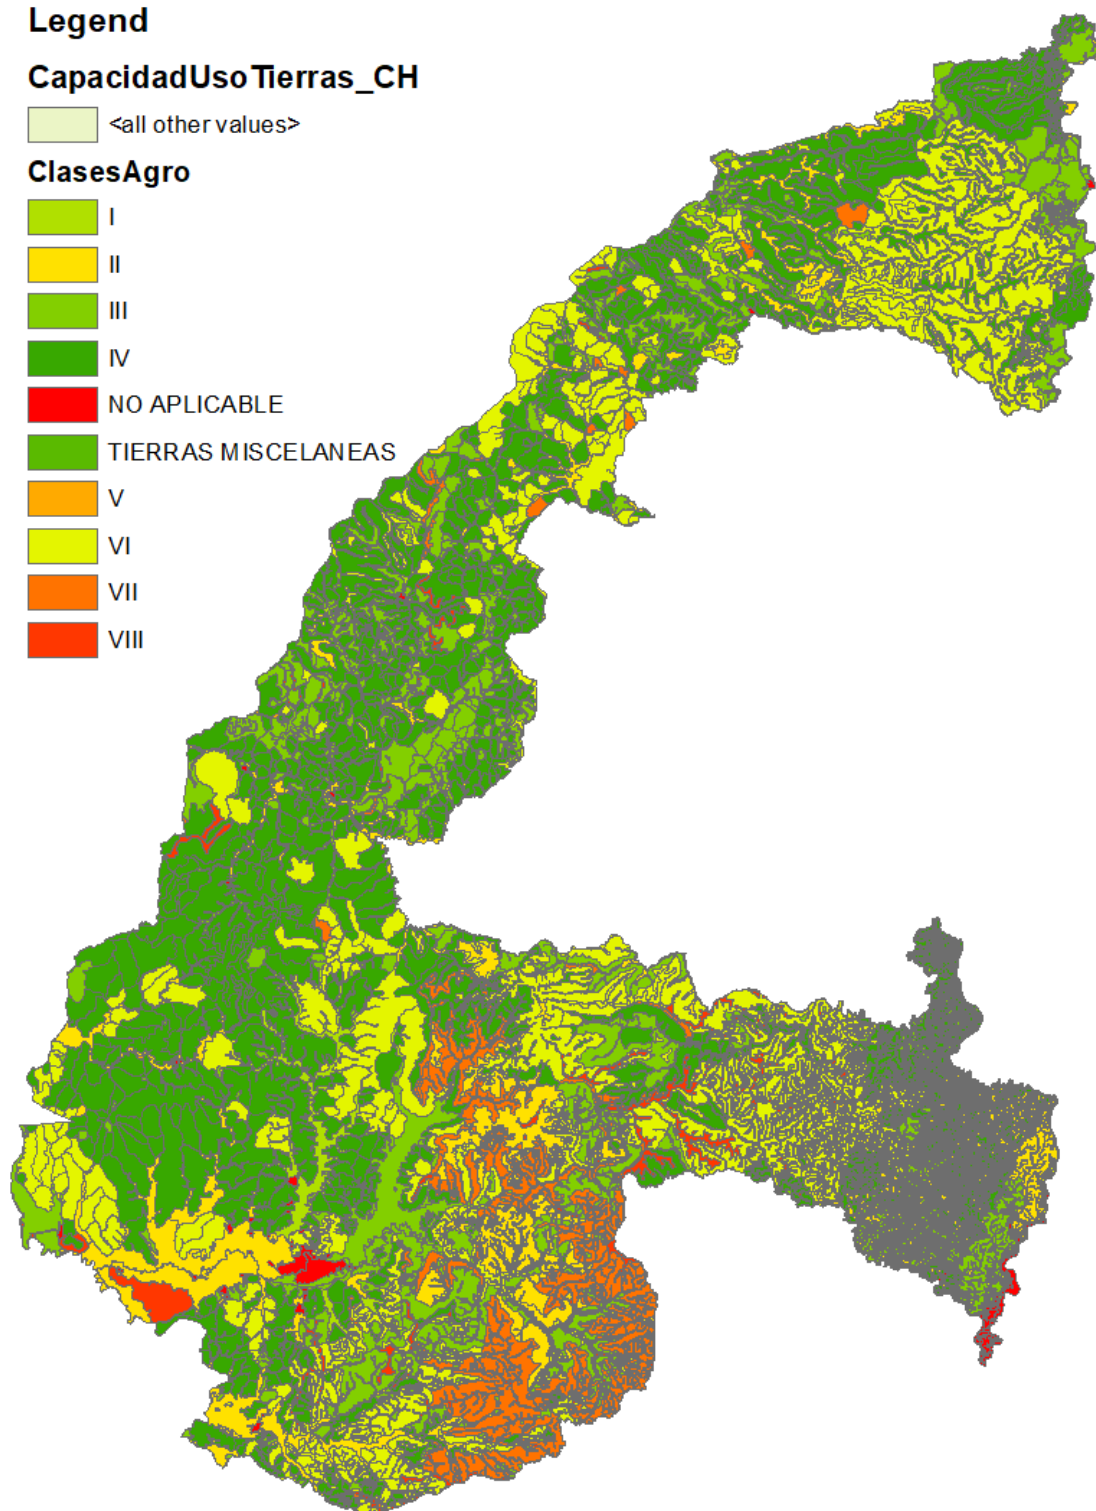 Legend
CapacidadUsoTierras_CH
<all other values>
ClasesAgro
I
II
III
IV
NO APLICABLE
TIERRAS MISCELANEAS
V
VI
VII
VIII